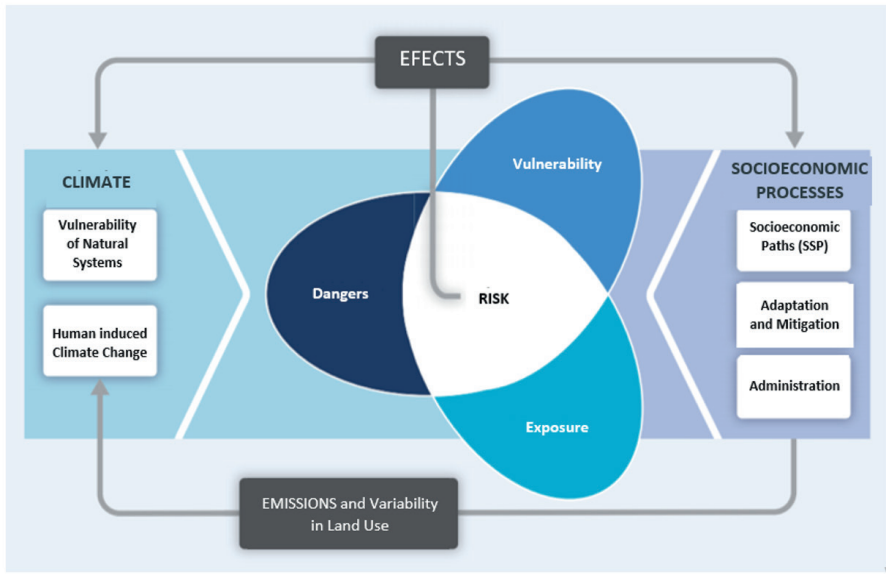 EFECTS
CLIMATE
Vulnerability
of Natural
Systems
Human induced
Climate Change
Dangers
Vulnerability
RISK
Exposure
SOCIOECONOMIC
PROCESSES
Socioeconomic
Paths (SSP)
Adaptation
and Mitigation
Administration
EMISSIONS and Variability
in Land Use